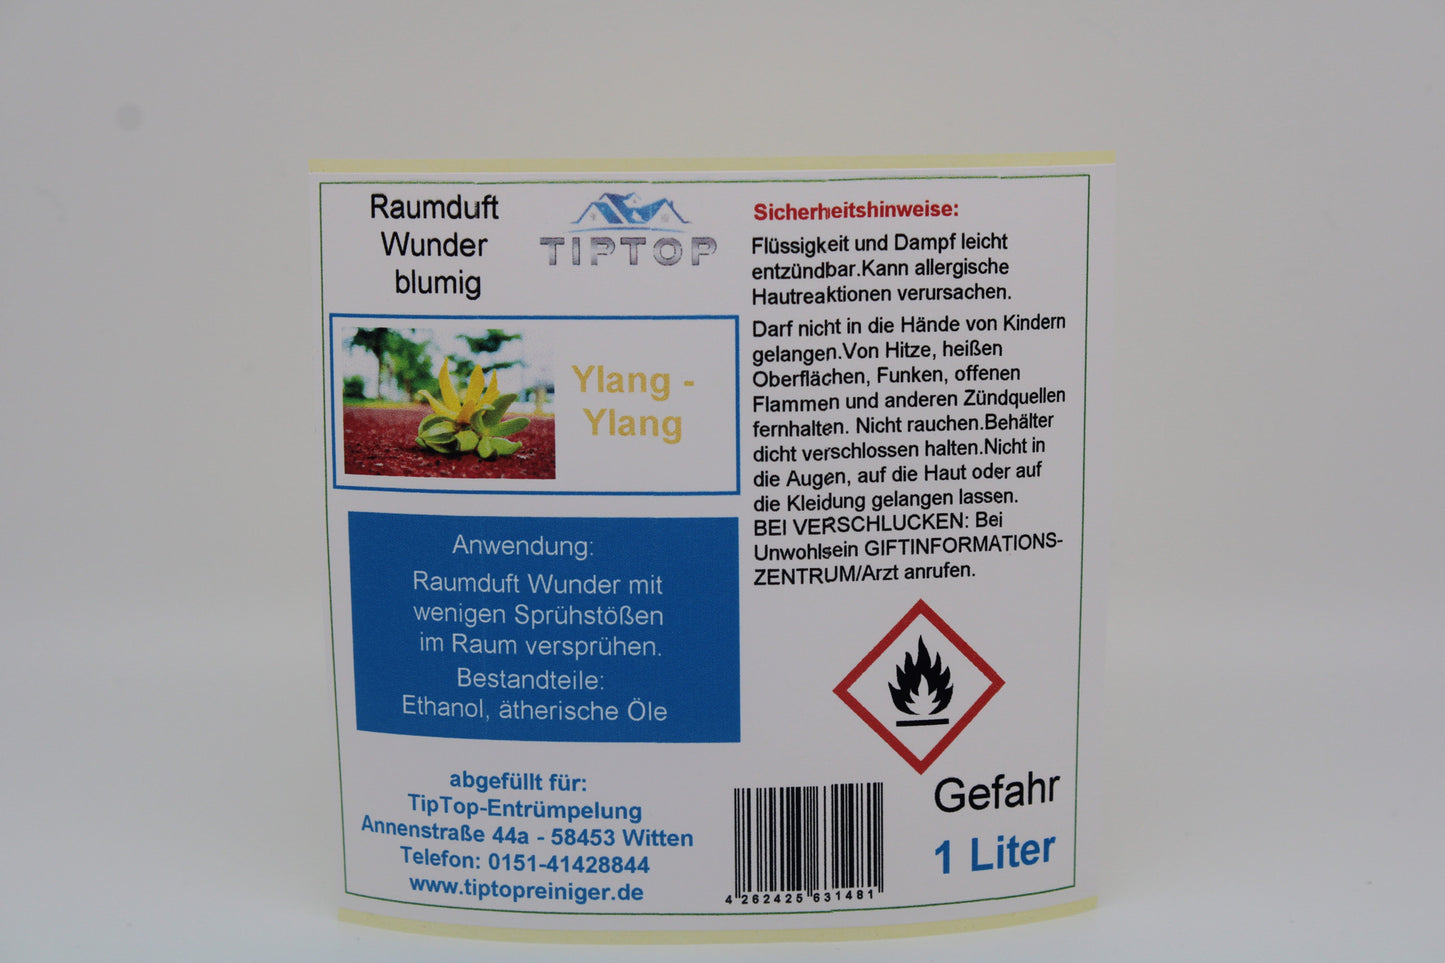 Raumduft
Wunder
blumig
TIPTOP
Ylang -
Ylang
Anwendung:
Raumduft Wunder mit
wenigen Sprühstößen
im Raum versprühen.
Bestandteile:
Ethanol, ätherische Öle
abgefüllt für:
TipTop-Entrümpelung
Annenstraße 44a - 58453 Witten
Telefon: 0151-41428844
www.tiptopreiniger.de
Sicherheitshinweise:
Flüssigkeit und Dampf leicht
entzündbar.Kann allergische
Hautreaktionen verursachen.
Darf nicht in die Hände von Kindern
gelangen.Von Hitze, heißen
Oberflächen, Funken, offenen
Flammen und anderen Zündquellen
fernhalten. Nicht rauchen.Behälter
dicht verschlossen halten.Nicht in
die Augen, auf die Haut oder auf
die Kleidung gelangen lassen.
BEI VERSCHLUCKEN: Bei
Unwohlsein GIFTINFORMATIONS-
ZENTRUM/Arzt anrufen.
Gefahr
1 Liter
4 262425 631481